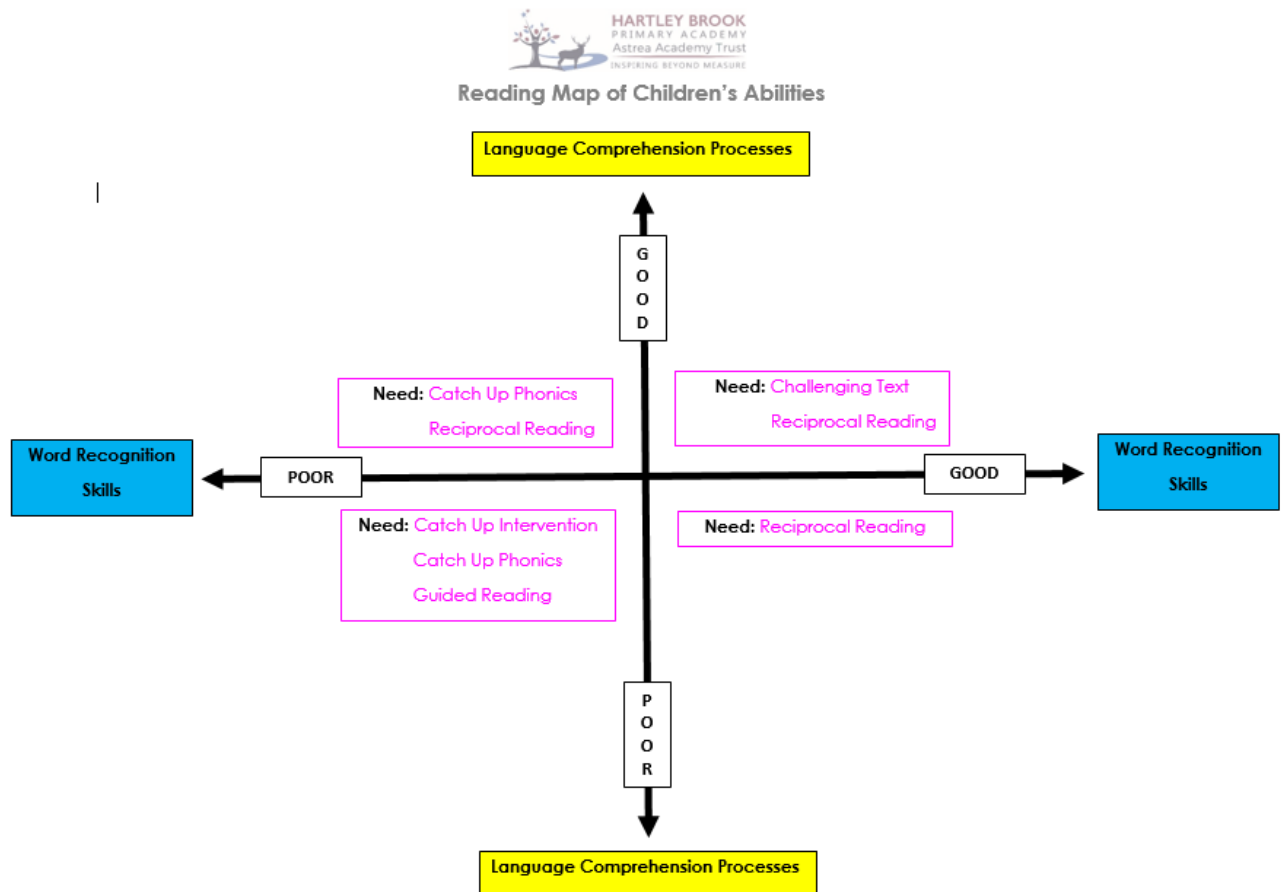 HARTLEY BROOK
PRIMARY ACADEMY
Astrea Academy Trust
INSPIRING BEYOND MEASURE
Reading Map of Children's Abilities
Language Comprehension Processes
G
O
O
D
Need: Catch Up Phonics
Reciprocal Reading
Need: Challenging Text
Reciprocal Reading
Word Recognition
Skills
POOR
GOOD
Word Recognition
Skills
Need: Catch Up Intervention
Catch Up Phonics
Guided Reading
Need: Reciprocal Reading
P
O
O
R
Language Comprehension Processes